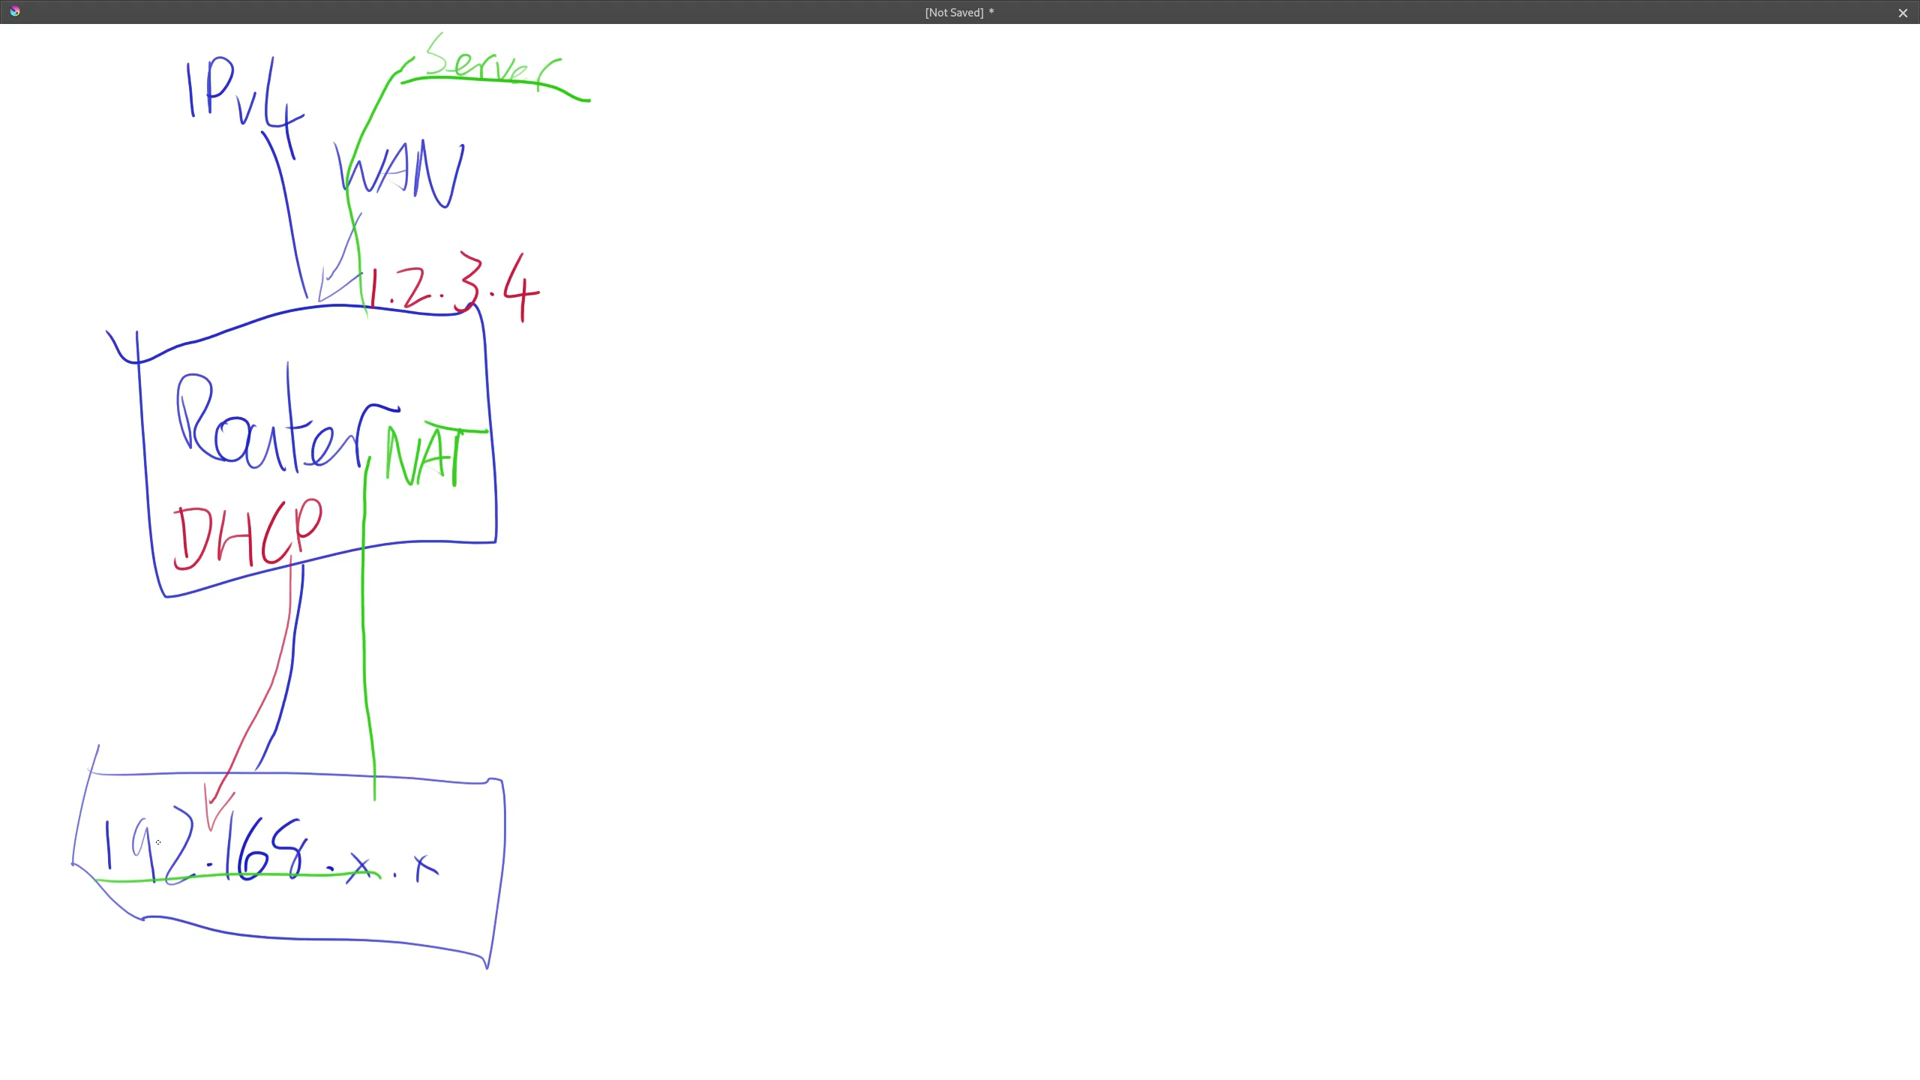 [Not Saved] *
Server
IPv4
WAN
1.2.3.4
Router
NAT
DHCP
192.168.x.x